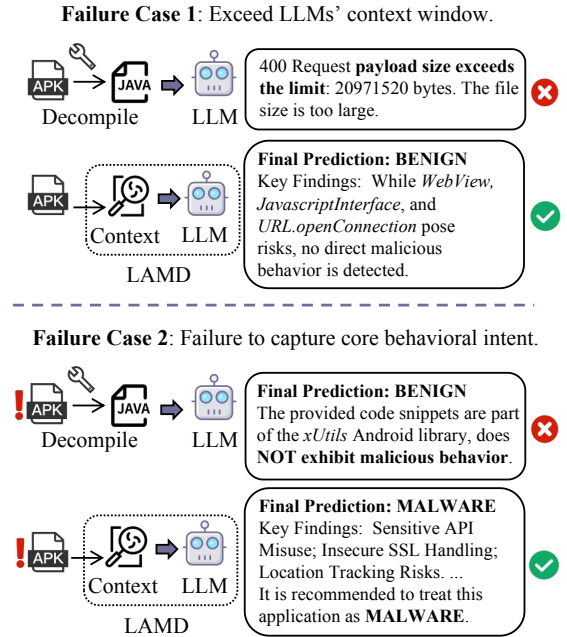 Failure Case 1: Exceed LLMs' context window.
APK
JAVA
Decompile
LLM
400 Request payload size exceeds
the limit: 20971520 bytes. The file
size is too large.
APK
Context
LLM
LAMD
Final Prediction: BENIGN
Key Findings: While WebView,
JavascriptInterface, and
URL.openConnection pose
risks, no direct malicious
behavior is detected.
Failure Case 2: Failure to capture core behavioral intent.
! APK
JAVA
Decompile
LLM
Final Prediction: BENIGN
The provided code snippets are part
of the xUtils Android library, does
NOT exhibit malicious behavior.
! APK
Context
LLM
LAMD
Final Prediction: MALWARE
Key Findings: Sensitive API
Misuse; Insecure SSL Handling;
Location Tracking Risks. ...
It is recommended to treat this
application as MALWARE.